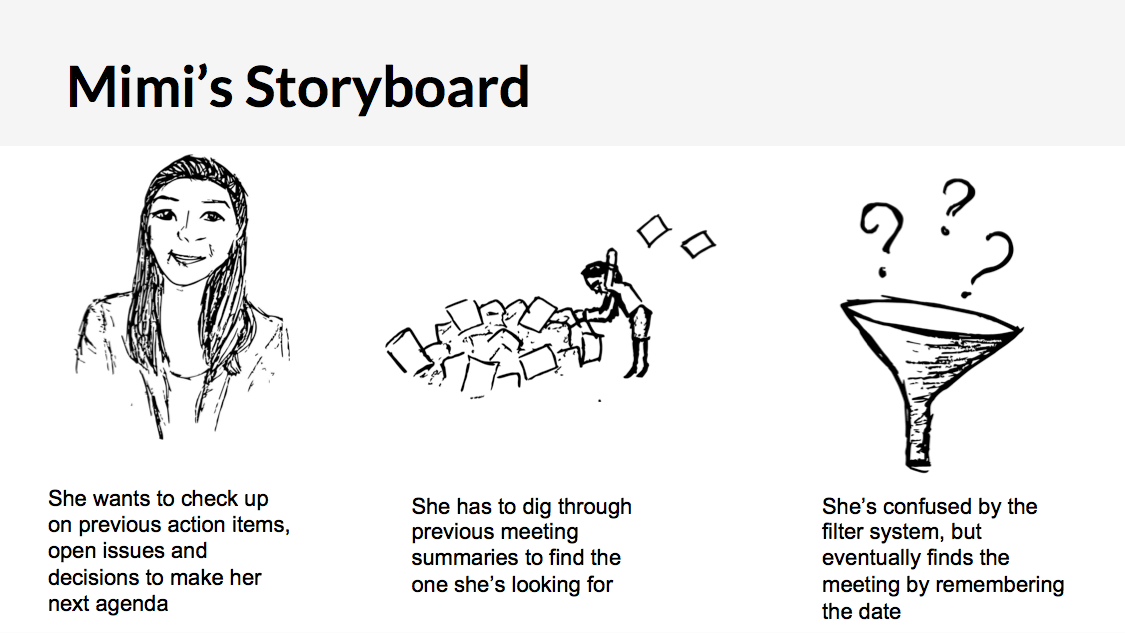 Mimi’s Storyboard
She wants to check up
on previous action items,
open issues and
decisions to make her
next agenda
She has to dig through
previous meeting
summaries to find the
one she’s looking for
She’s confused by the
filter system, but
eventually finds the
meeting by remembering
the date